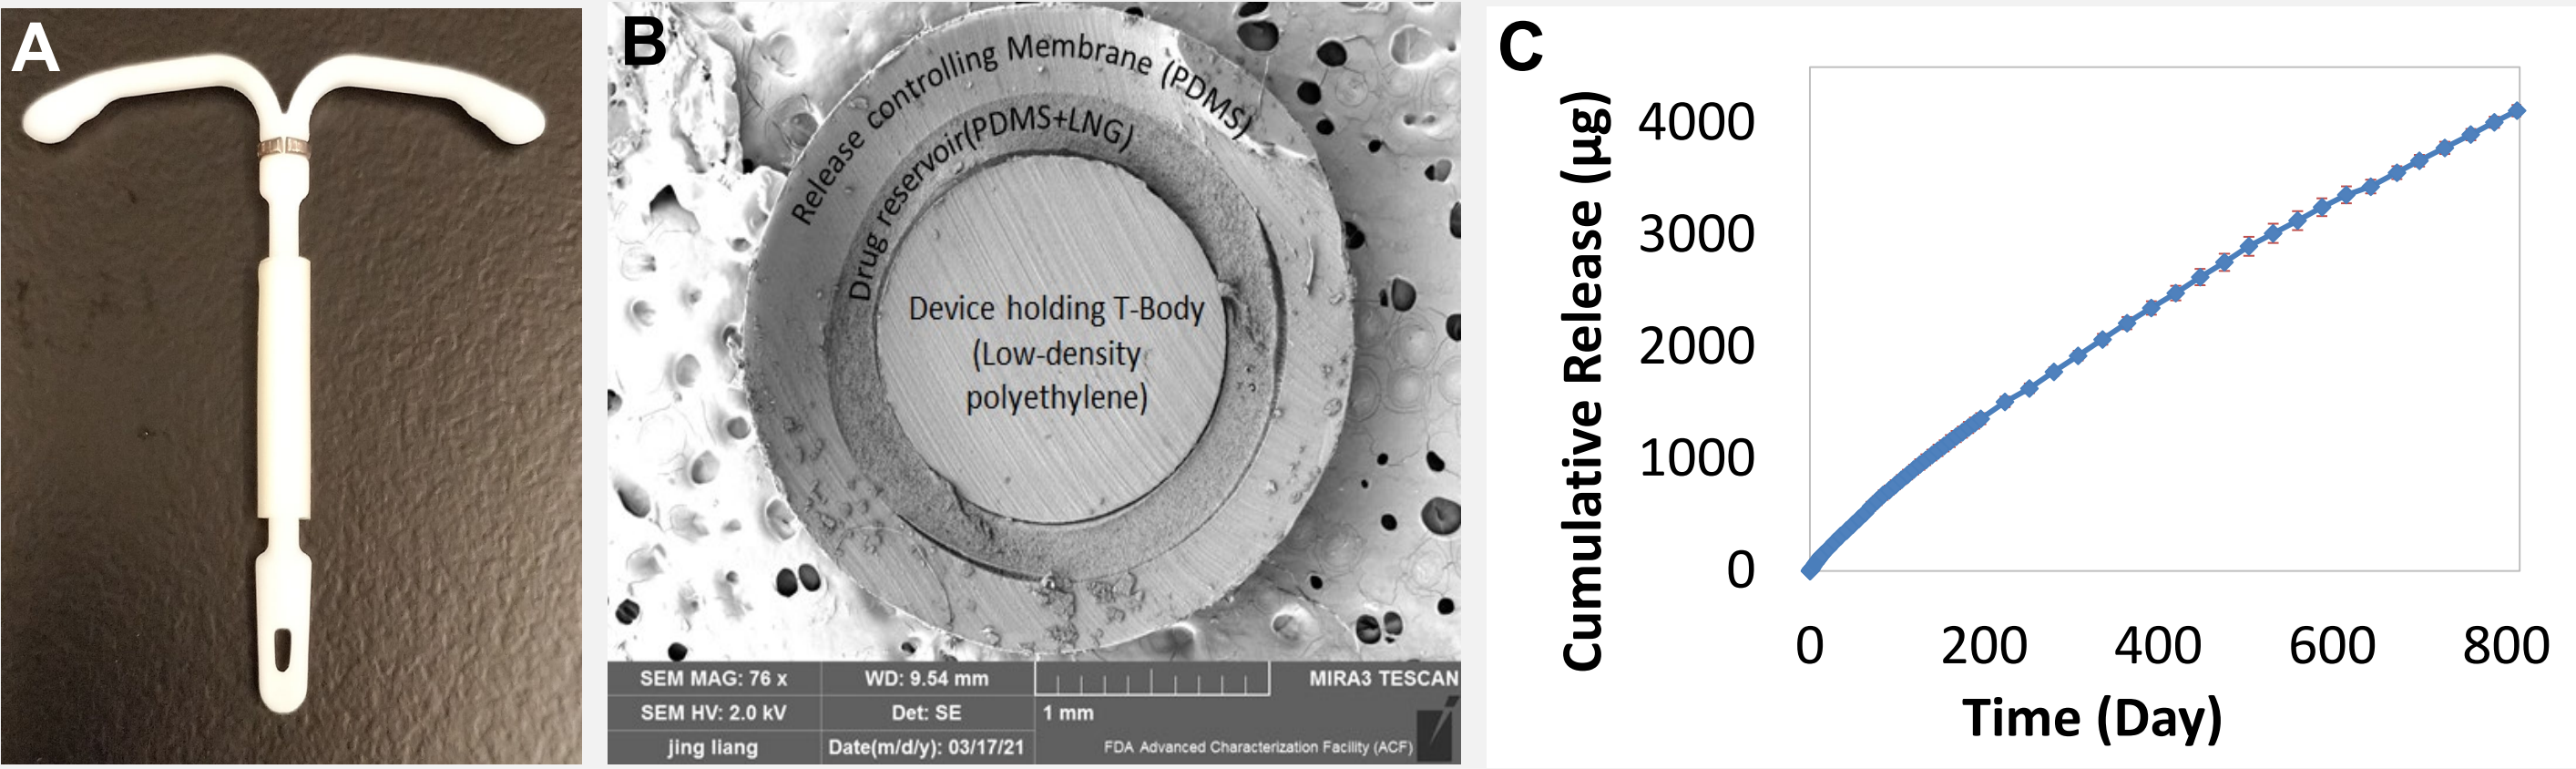 A
B
Release controlling Membrane (PDMS)
Drug reservoir(PDMS+LNG)
Device holding T-Body
(Low-density
polyethylene)
SEM MAG: 76 x
WD: 9.54 mm
MIRA3 TESCAN
SEM HV: 2.0 kV
Det: SE
1 mm
jing liang
Date(m/d/y): 03/17/21
FDA Advanced Characterization Facility (ACF)
C
Cumulative Release (µg)
4000
3000
2000
1000
0
0 200 400 600 800
Time (Day)